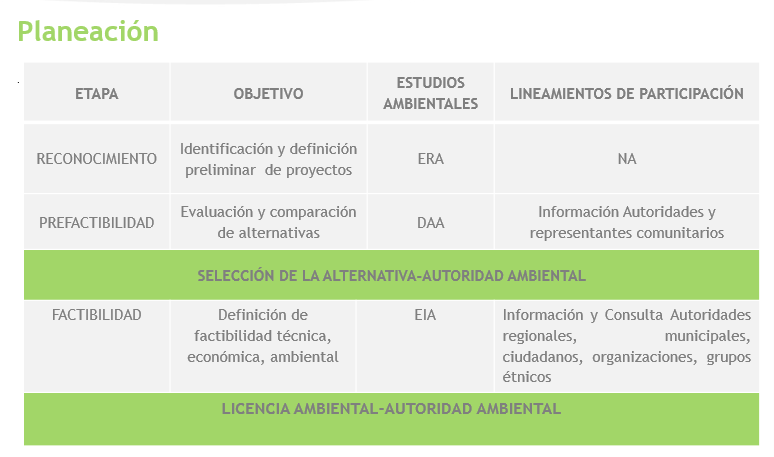 Planeación
ETAPA
OBJETIVO
ESTUDIOS
AMBIENTALES
LINEAMIENTOS DE PARTICIPACIÓN
RECONOCIMIENTO
Identificación y definición
preliminar de proyectos
ERA
NA
PREFACTIBILIDAD
Evaluación y comparación
de alternativas
DAA
Información Autoridades y
representantes comunitarios
SELECCIÓN DE LA ALTERNATIVA-AUTORIDAD AMBIENTAL
FACTIBILIDAD
Definición de
factibilidad técnica,
económica, ambiental
EIA
Información y Consulta Autoridades
regionales, municipales,
ciudadanos, organizaciones, grupos
étnicos
LICENCIA AMBIENTAL-AUTORIDAD AMBIENTAL